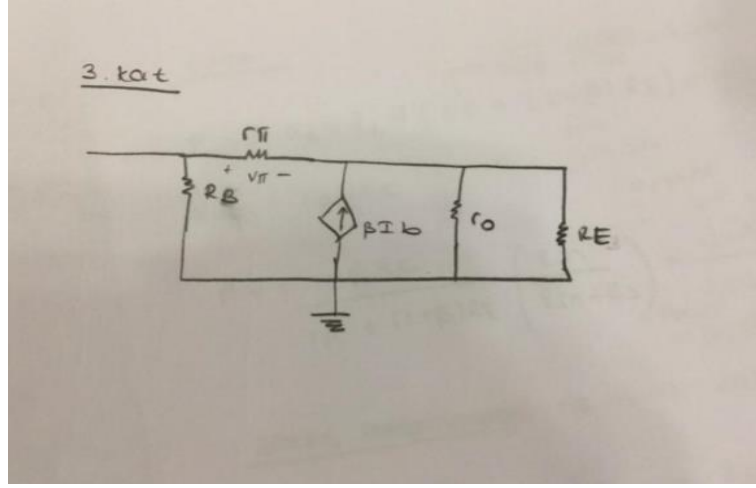 3. kat
rπ
+ Vπ -
RB
βIb
ro
RE